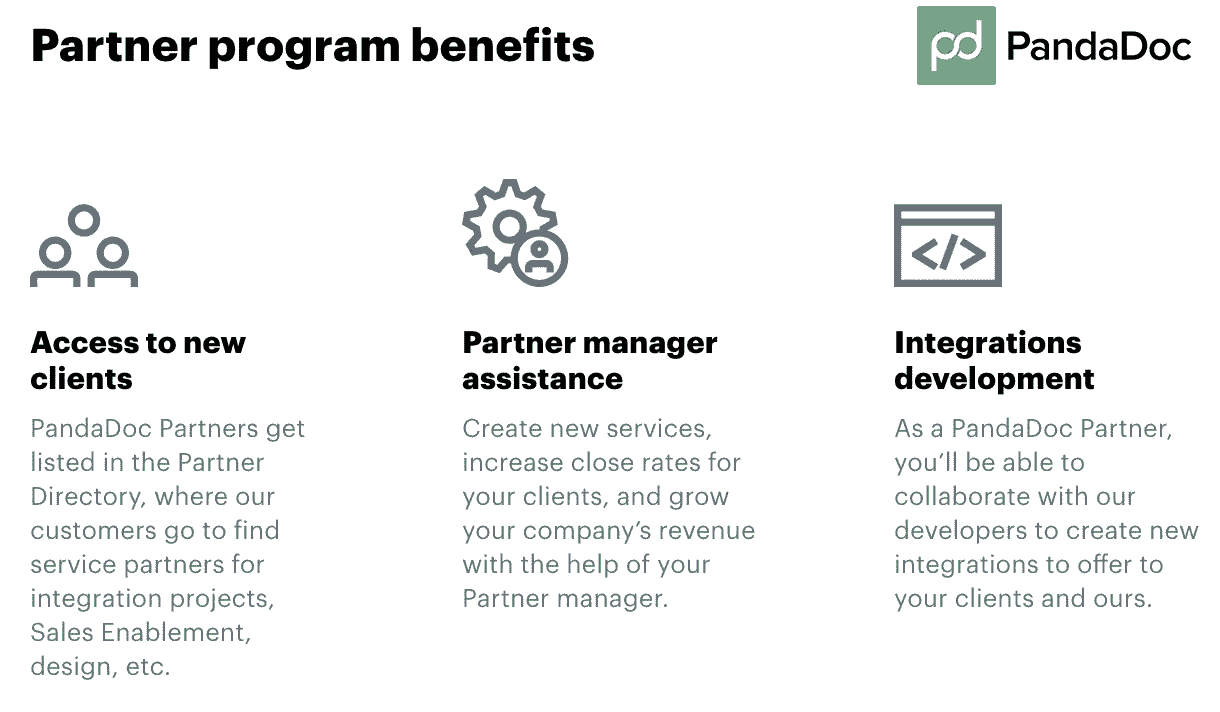 Partner program benefits
pd PandaDoc
</>
Access to new
clients
PandaDoc Partners get
listed in the Partner
Directory, where our
customers go to find
service partners for
integration projects,
Sales Enablement,
design, etc.
Partner manager
assistance
Create new services,
increase close rates for
your clients, and grow
your company’s revenue
with the help of your
Partner manager.
Integrations
development
As a PandaDoc Partner,
you’ll be able to
collaborate with our
developers to create new
integrations to offer to
your clients and ours.